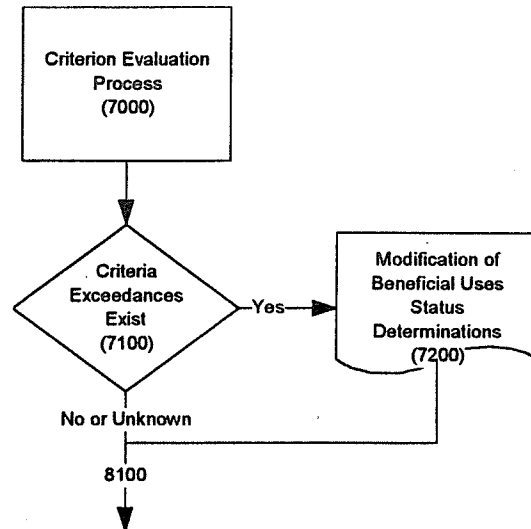 Criterion Evaluation
Process
(7000)
Criteria
Exceedances
Exist
(7100)
Yes
Modification of
Beneficial Uses
Status
Determinations
(7200)
No or Unknown
8100